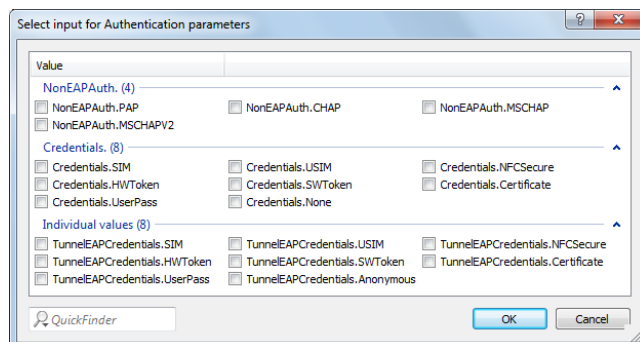 Select input for Authentication parameters
Value
NonEAPAuth. (4)
NonEAPAuth.PAP NonEAPAuth.CHAP NonEAPAuth.MSCHAP
NonEAPAuth.MSCHAPV2
Credentials. (8)
Credentials.SIM Credentials.USIM Credentials.NFCSecure
Credentials.HWToken Credentials.SWToken Credentials.Certificate
Credentials.UserPass Credentials.None
Individual values (8)
TunnelEAPCredentials.SIM TunnelEAPCredentials.USIM TunnelEAPCredentials.NFCSecure
TunnelEAPCredentials.HWToken TunnelEAPCredentials.SWToken TunnelEAPCredentials.Certificate
TunnelEAPCredentials.UserPass TunnelEAPCredentials.Anonymous
QuickFinder OK Cancel